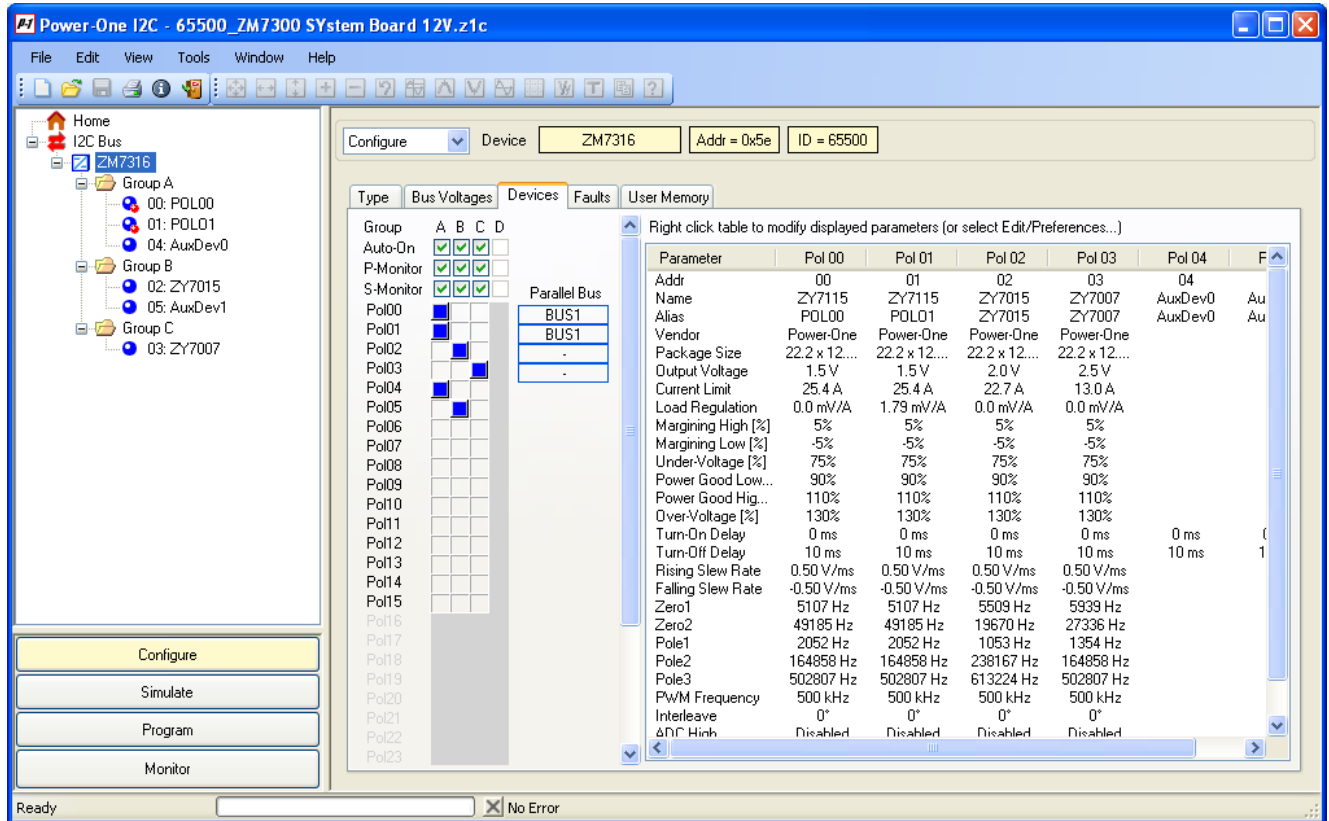 Power-One I2C - 65500_ZM7300 SYstem Board 12V.z1c
File Edit View Tools Window Help
Home
I2C Bus
ZM7316
Group A
00: POL00
01: POL01
04: AuxDev0
Group B
02: ZY7015
05: AuxDev1
Group C
03: ZY7007
Configure
Simulate
Program
Monitor
Configure Device ZM7316 Addr = 0x5e ID = 65500
Type Bus Voltages Devices Faults User Memory
Group A B C D
Auto-On
P-Monitor
S-Monitor Parallel Bus
Pol00 BUS1
Pol01 BUS1
Pol02 -
Pol03 -
Pol04
Pol05
Pol06
Pol07
Pol08
Pol09
Pol10
Pol11
Pol12
Pol13
Pol14
Pol15
Pol16
Pol17
Pol18
Pol19
Pol20
Pol21
Pol22
Pol23
Right click table to modify displayed parameters (or select Edit/Preferences...)
Parameter Pol 00 Pol 01 Pol 02 Pol 03 Pol 04
Addr 00 01 02 03 04
Name ZY7115 ZY7115 ZY7015 ZY7007 AuxDev0 Au
Alias POL00 POL01 ZY7015 ZY7007 AuxDev0 Au
Vendor Power-One Power-One Power-One Power-One
Package Size 22.2 x 12.... 22.2 x 12.... 22.2 x 12.... 22.2 x 12....
Output Voltage 1.5 V 1.5 V 2.0 V 2.5 V
Current Limit 25.4 A 25.4 A 22.7 A 13.0 A
Load Regulation 0.0 mV/A 1.79 mV/A 0.0 mV/A 0.0 mV/A
Margining High [%] 5% 5% 5% 5%
Margining Low [%] -5% -5% -5% -5%
Under-Voltage [%] 75% 75% 75% 75%
Power Good Low... 90% 90% 90% 90%
Power Good Hig... 110% 110% 110% 110%
Over-Voltage [%] 130% 130% 130% 130%
Turn-On Delay 0 ms 0 ms 0 ms 0 ms 0 ms
Turn-Off Delay 10 ms 10 ms 10 ms 10 ms 10 ms 1
Rising Slew Rate 0.50 V/ms 0.50 V/ms 0.50 V/ms 0.50 V/ms
Falling Slew Rate -0.50 V/ms -0.50 V/ms -0.50 V/ms -0.50 V/ms
Zero1 5107 Hz 5107 Hz 5509 Hz 5939 Hz
Zero2 49185 Hz 49185 Hz 19670 Hz 27336 Hz
Pole1 2052 Hz 2052 Hz 1053 Hz 1354 Hz
Pole2 164858 Hz 164858 Hz 238167 Hz 164858 Hz
Pole3 502807 Hz 502807 Hz 613224 Hz 502807 Hz
PWM Frequency 500 kHz 500 kHz 500 kHz 500 kHz
Interleave 0° 0° 0° 0°
ADC High Disabled Disabled Disabled Disabled
Ready No Error